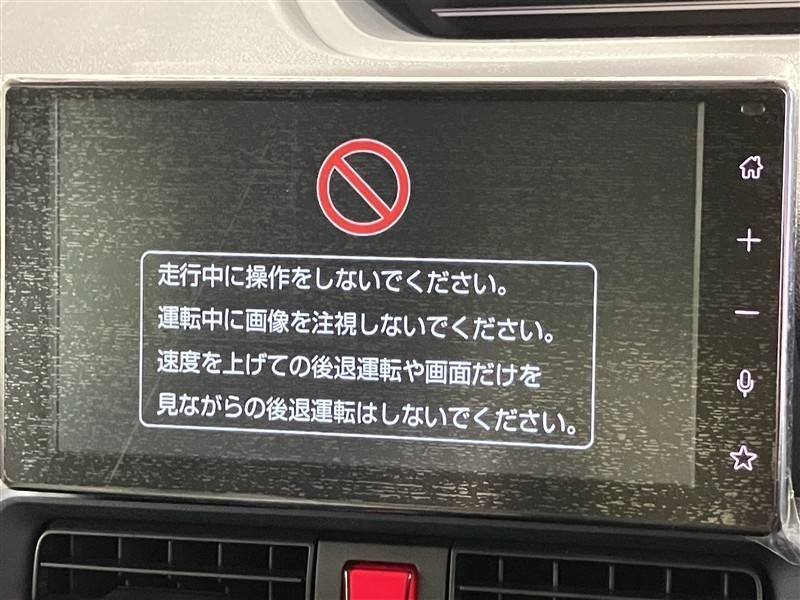 走行中に操作をしないでください。
運転中に画像を注視しないでください。
速度を上げての後退運転や画面だけを
見ながらの後退運転はしないでください。